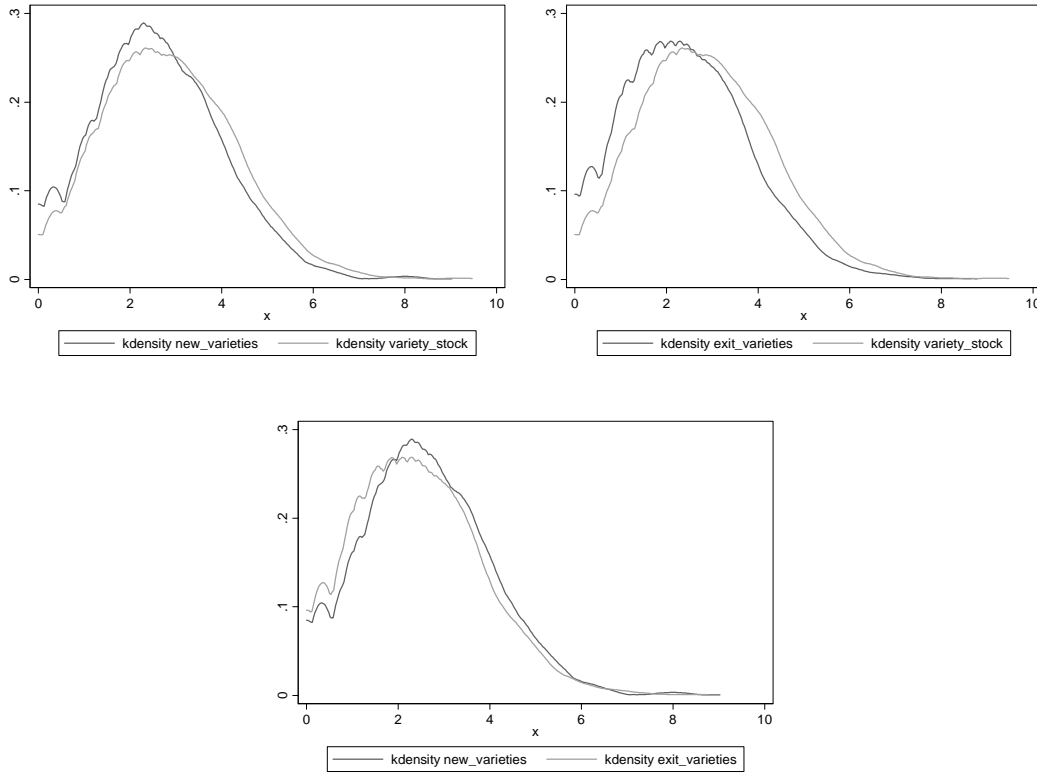 .3
.2
.1
0
0 2 4 6 8 10
x
kdensity new_varieties kdensity variety_stock
.3
.2
.1
0
0 2 4 6 8 10
x
kdensity exit_varieties kdensity variety_stock
.3
.2
.1
0
0 2 4 6 8 10
x
kdensity new_varieties kdensity exit_varieties